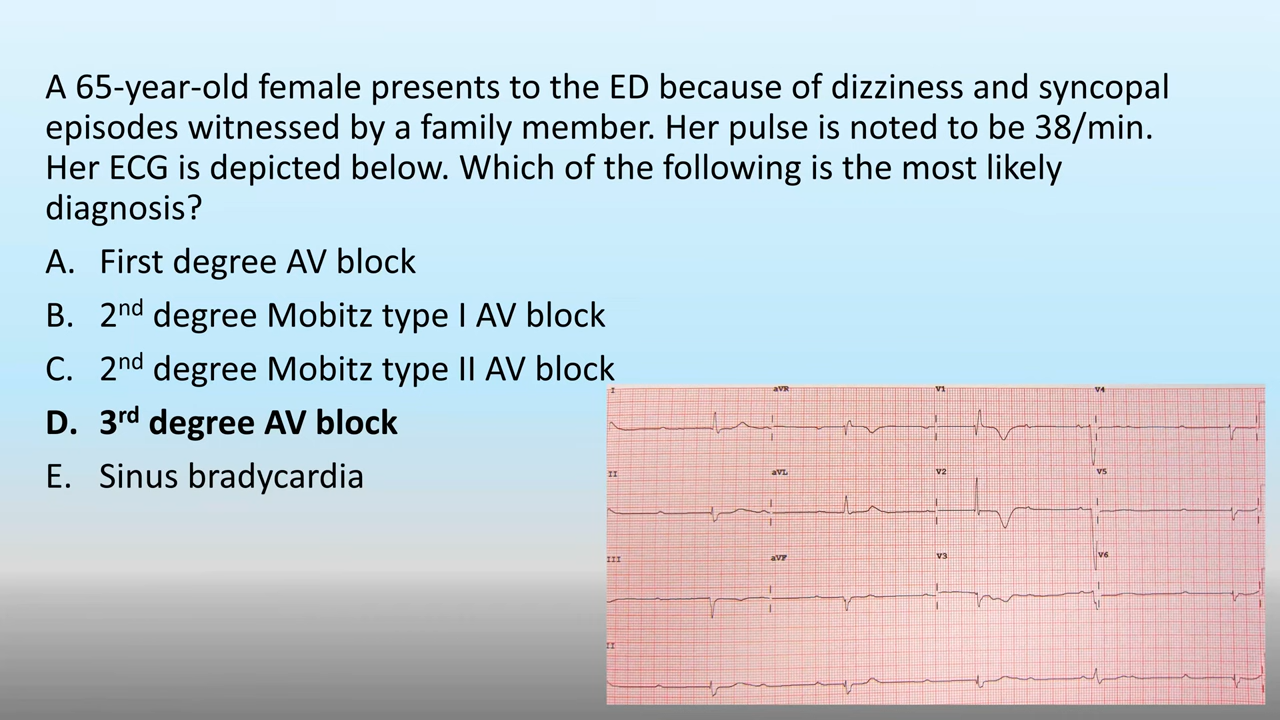 A 65-year-old female presents to the ED because of dizziness and syncopal
episodes witnessed by a family member. Her pulse is noted to be 38/min.
Her ECG is depicted below. Which of the following is the most likely
diagnosis?
A. First degree AV block
B. 2nd degree Mobitz type I AV block
C. 2nd degree Mobitz type II AV block
D. 3rd degree AV block
E. Sinus bradycardia
I aVR V1 V4
II aVL V2 V5
III aVF V3 V6
II